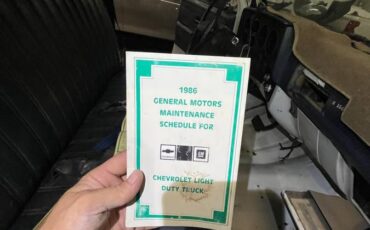 1986
GENERAL MOTORS
MAINTENANCE
SCHEDULE FOR
CHEVROLET LIGHT
DUTY TRUCK